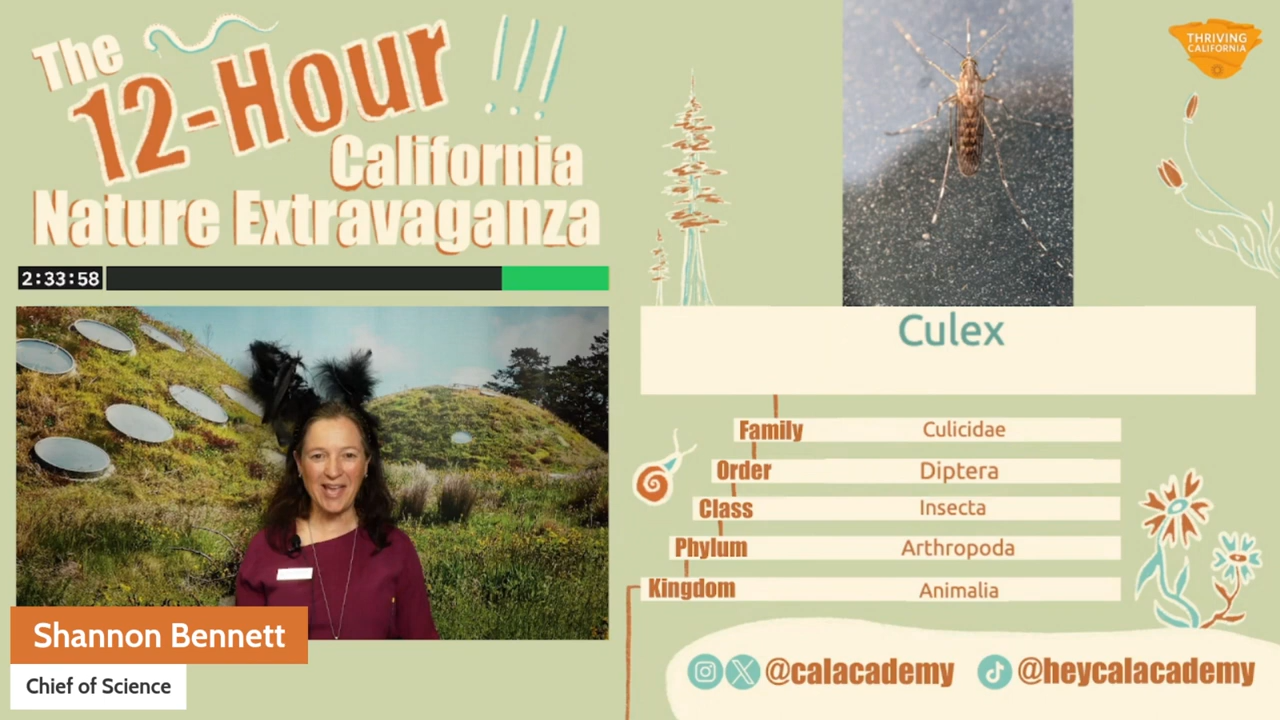 The
12-Hour !!!
California
Nature Extravaganza
2:33:58
THRIVING
CALIFORNIA
Culex
Family Culicidae
Order Diptera
Class Insecta
Phylum Arthropoda
Kingdom Animalia
Shannon Bennett
Chief of Science
@calacademy @heycalacademy